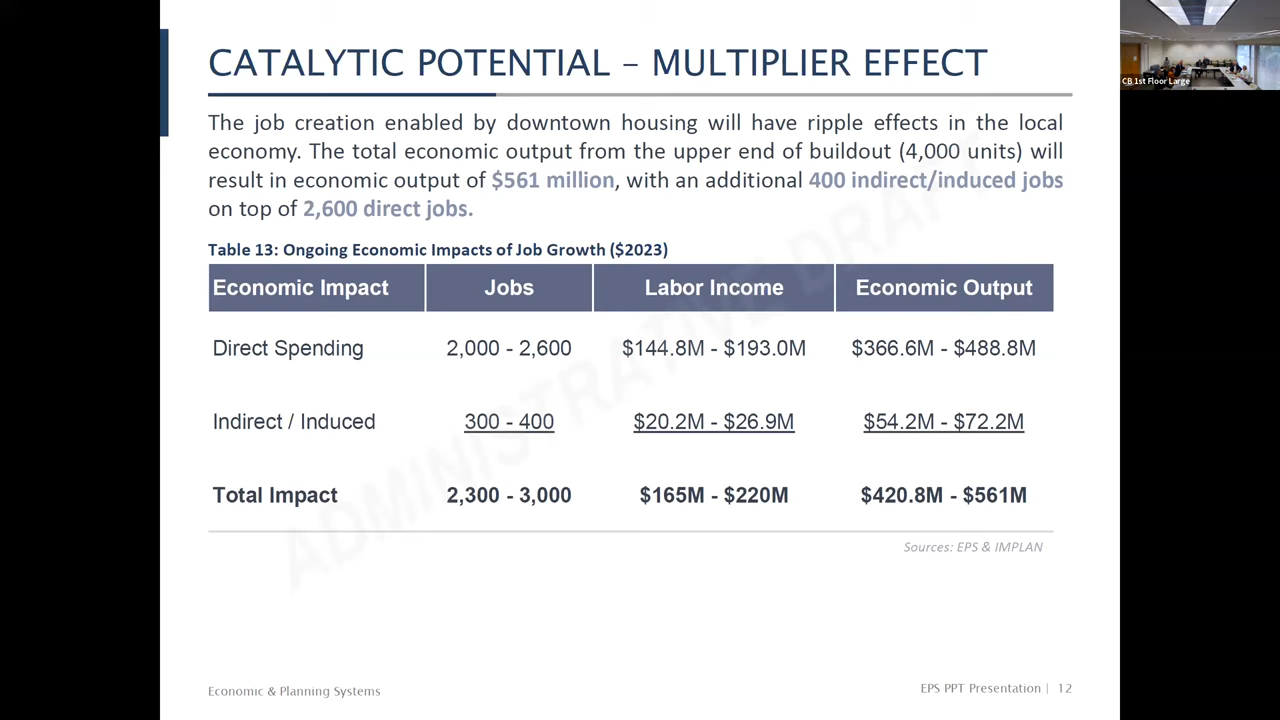 CATALYTIC POTENTIAL – MULTIPLIER EFFECT
The job creation enabled by downtown housing will have ripple effects in the local
economy. The total economic output from the upper end of buildout (4,000 units) will
result in economic output of $561 million, with an additional 400 indirect/induced jobs
on top of 2,600 direct jobs.
Table 13: Ongoing Economic Impacts of Job Growth ($2023)
Economic Impact Jobs Labor Income Economic Output
Direct Spending 2,000 - 2,600 $144.8M - $193.0M $366.6M - $488.8M
Indirect / Induced 300 - 400 $20.2M - $26.9M $54.2M - $72.2M
Total Impact 2,300 - 3,000 $165M - $220M $420.8M - $561M
Sources: EPS & IMPLAN
ADMINISTRATIVE DRAFT
Economic & Planning Systems
EPS PPT Presentation | 12
CB 1st Floor Large